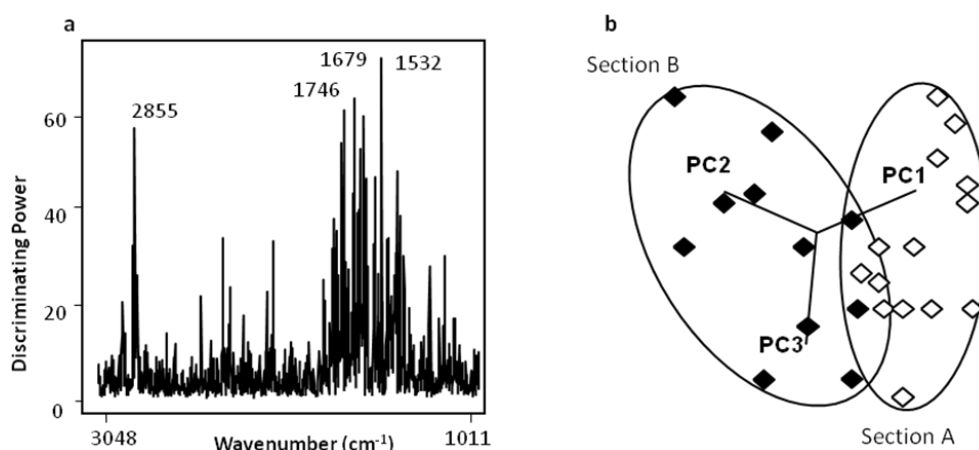 a
Discriminating Power
60
40
20
0
2855
1746
1679
1532
3048
Wavenumber (cm-1)
1011
b
Section B
PC2
PC1
PC3
Section A